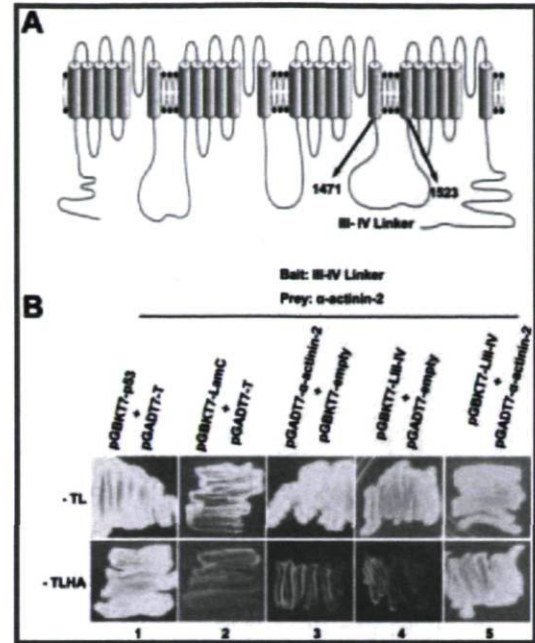 A
1471
1523
III- IV Linker
Bait: III-IV Linker
Prey: α-actinin-2
B
pGBKT7-p53
+
pGADT7-T
pGBKT7-LamC
+
pGADT7-T
pGADT7-α-actinin-2
+
pGBKT7-empty
pGBKT7-LIII-IV
+
pGADT7-empty
pGBKT7-LIII-IV
+
pGADT7-α-actinin-2
- TL
- TLHA
1 2 3 4 5